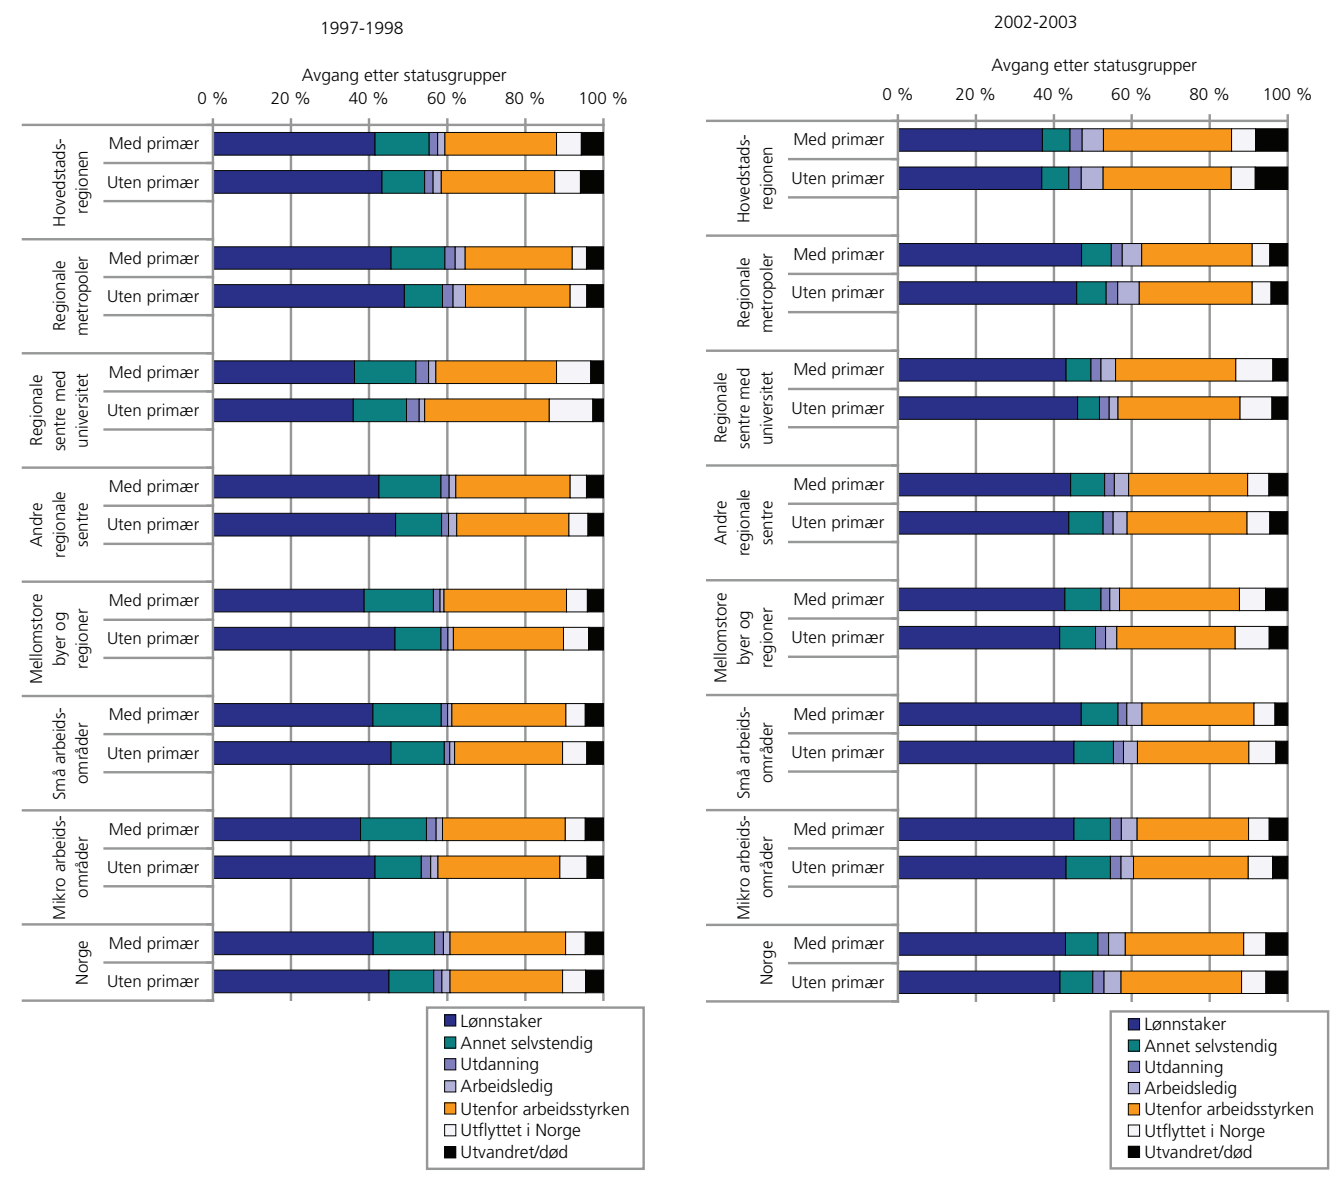 1997-1998
Avgang etter statusgrupper
0 % 20 % 40 % 60 % 80 % 100 %
Hovedstads-
regionen
Med primær
Uten primær
Regionale
metropoler
Med primær
Uten primær
Regionale
sentre med
universitet
Med primær
Uten primær
Andre
regionale
sentre
Med primær
Uten primær
Mellomstore
byer og
regioner
Med primær
Uten primær
Små arbeids-
områder
Med primær
Uten primær
Mikro arbeids-
områder
Med primær
Uten primær
Norge
Med primær
Uten primær
Lønnstaker
Annet selvstendig
Utdanning
Arbeidsledig
Utenfor arbeidsstyrken
Utflyttet i Norge
Utvandret/død
2002-2003
Avgang etter statusgrupper
0 % 20 % 40 % 60 % 80 % 100 %
Hovedstads-
regionen
Med primær
Uten primær
Regionale
metropoler
Med primær
Uten primær
Regionale
sentre med
universitet
Med primær
Uten primær
Andre
regionale
sentre
Med primær
Uten primær
Mellomstore
byer og
regioner
Med primær
Uten primær
Små arbeids-
områder
Med primær
Uten primær
Mikro arbeids-
områder
Med primær
Uten primær
Norge
Med primær
Uten primær
Lønnstaker
Annet selvstendig
Utdanning
Arbeidsledig
Utenfor arbeidsstyrken
Utflyttet i Norge
Utvandret/død